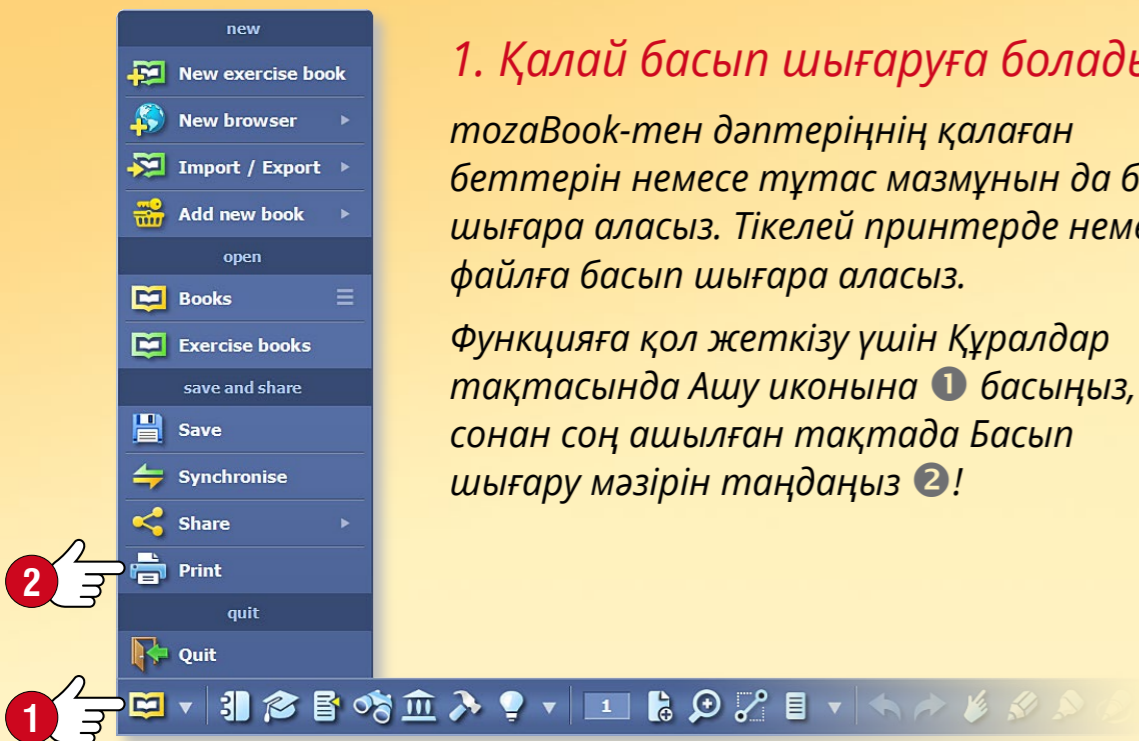 new
New exercise book
New browser
Import / Export
Add new book
open
Books
Exercise books
save and share
Save
Synchronise
Share
2
Print
quit
Quit
1
1
1. Қалай басып шығаруға
mozaBook-тен дәптеріңнің қалаған
беттерін немесе тұтас мазмұнын да
шығара аласыз. Тікелей принтерде
файлға басып шығара аласыз.
Функцияға қол жеткізу үшін Құралдар
тақтасында Ашу иконына ❶ басыңыз,
сонан соң ашылған тақтада Басып
шығару мәзірін таңдаңыз ❷!